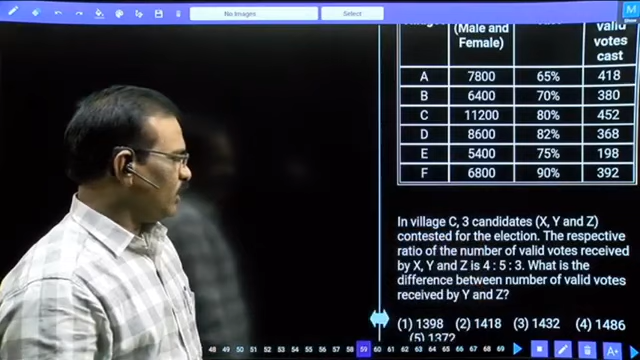 No Images
Select
M
(Male and Female)
valid votes cast
A 7800 65% 418
B 6400 70% 380
C 11200 80% 452
D 8600 82% 368
E 5400 75% 198
F 6800 90% 392
In village C, 3 candidates (X, Y and Z)
contested for the election. The respective
ratio of the number of valid votes received
by X, Y and Z is 4 : 5 : 3. What is the
difference between number of valid votes
received by Y and Z?
(1) 1398 (2) 1418 (3) 1432 (4) 1486
(5) 1372
48 49 50 51 52 53 54 55 56 57 58 59 60 61 62 63 64 65 66 67 68 69
A+